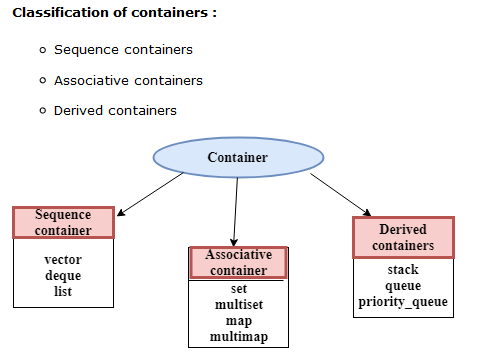 Classification of containers :
Sequence containers
Associative containers
Derived containers
Container
Sequence
container
vector
deque
list
Associative
container
set
multiset
map
multimap
Derived
containers
stack
queue
priority_queue